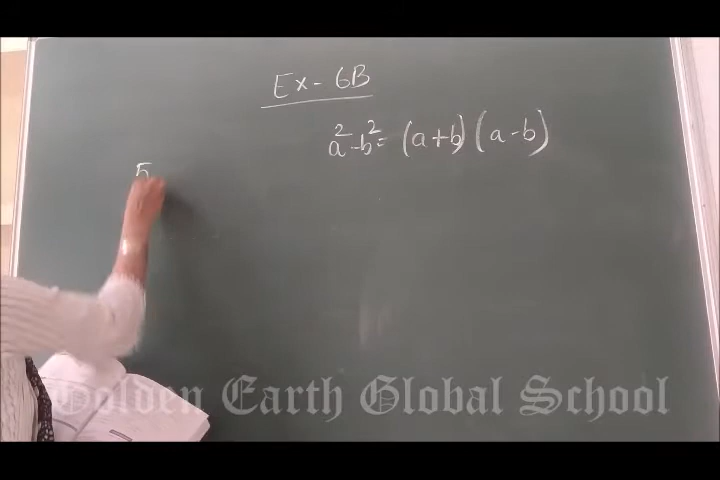 Ex - 6B
a² - b² = (a+b) (a-b)
5
Golden Earth Global School